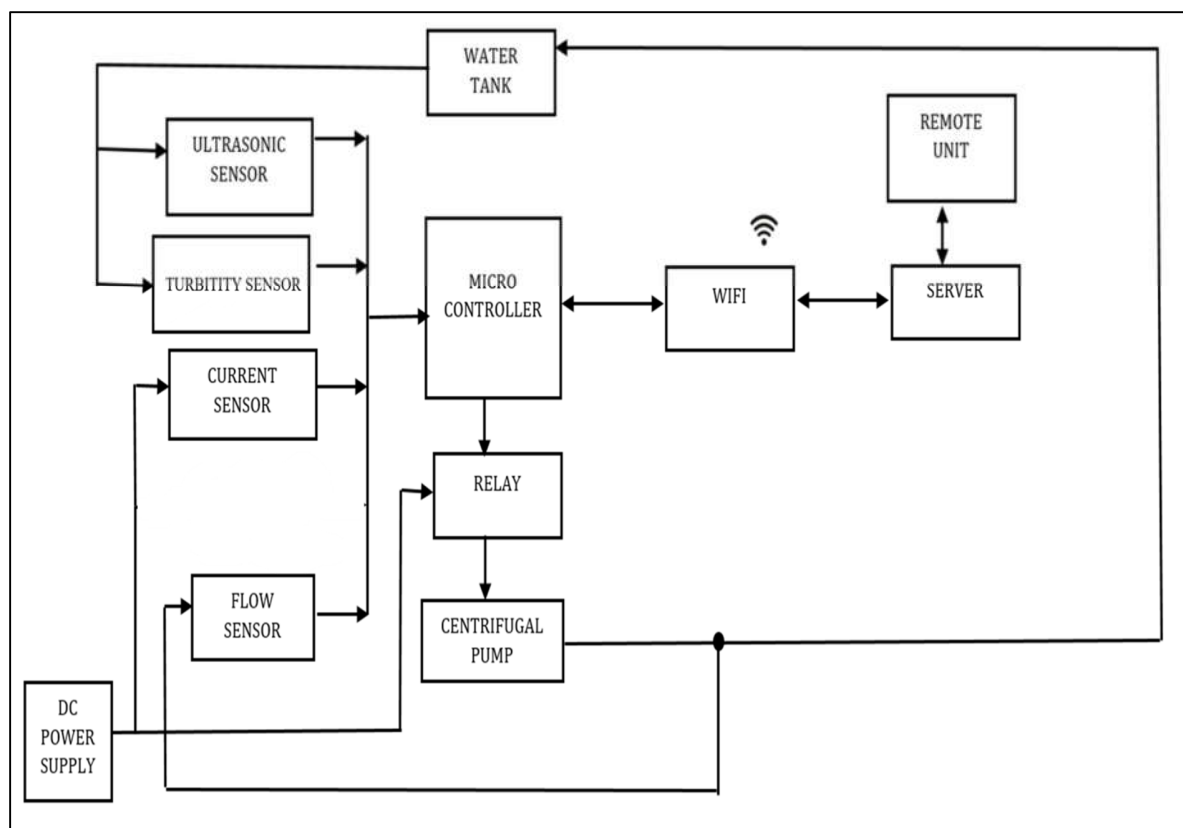 WATER
TANK
REMOTE
UNIT
ULTRASONIC
SENSOR
TURBITITY SENSOR
MICRO
CONTROLLER
WIFI
SERVER
CURRENT
SENSOR
RELAY
FLOW
SENSOR
CENTRIFUGAL
PUMP
DC
POWER
SUPPLY